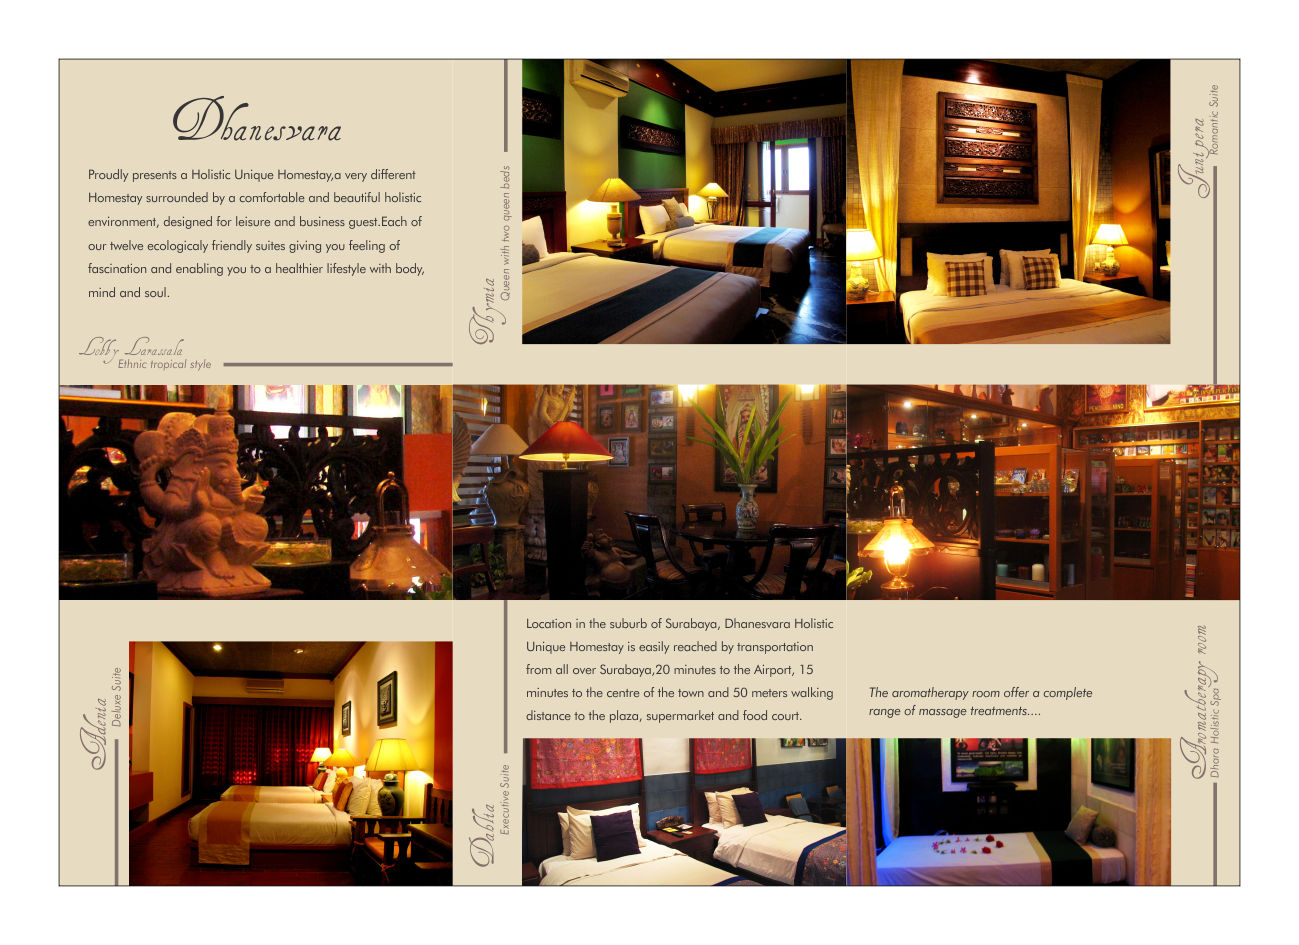 Dhanesvara
Proudly presents a Holistic Unique Homestay,a very different
Homestay surrounded by a comfortable and beautiful holistic
environment, designed for leisure and business guest.Each of
our twelve ecologicaly friendly suites giving you feeling of
fascination and enabling you to a healthier lifestyle with body,
mind and soul.
Lobby Larassala
Ethnic tropical style
Thymia
Queen with two queen beds
Juni pera
Romantic Suite
Adenia
Deluxe Suite
Location in the suburb of Surabaya, Dhanesvara Holistic
Unique Homestay is easily reached by transportation
from all over Surabaya,20 minutes to the Airport, 15
minutes to the centre of the town and 50 meters walking
distance to the plaza, supermarket and food court.
Dahlia
Executive Suite
The aromatherapy room offer a complete
range of massage treatments....
Aromatherapy room
Dhara Holistic Spa